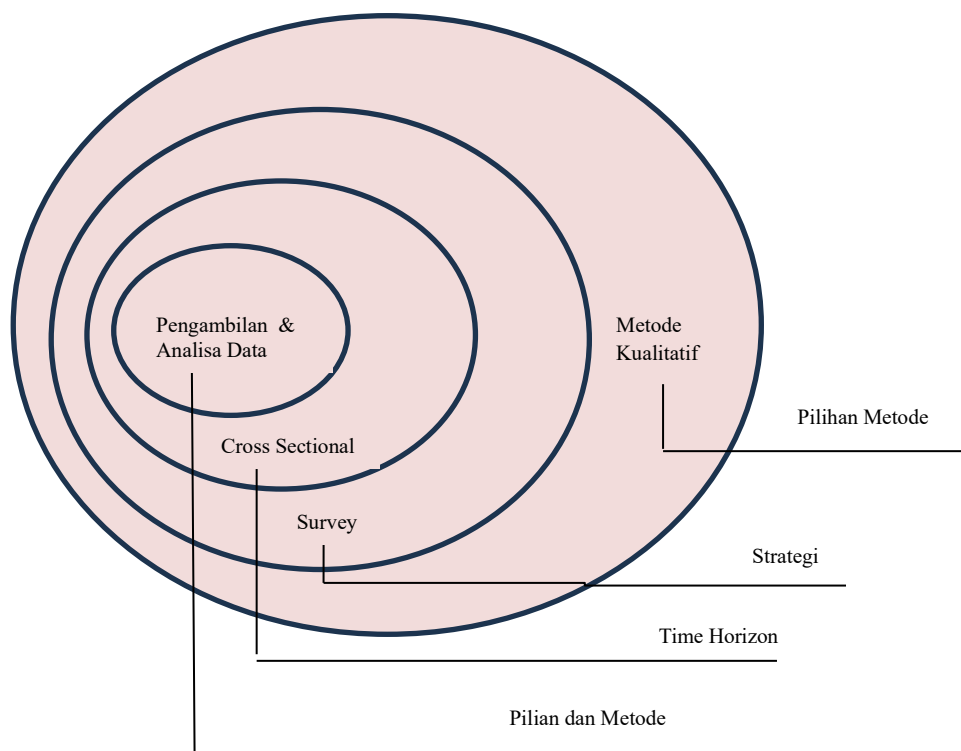 Pengambilan &
Analisa Data
Metode
Kualitatif
Pilihan Metode
Cross Sectional
Survey
Strategi
Time Horizon
Pilian dan Metode